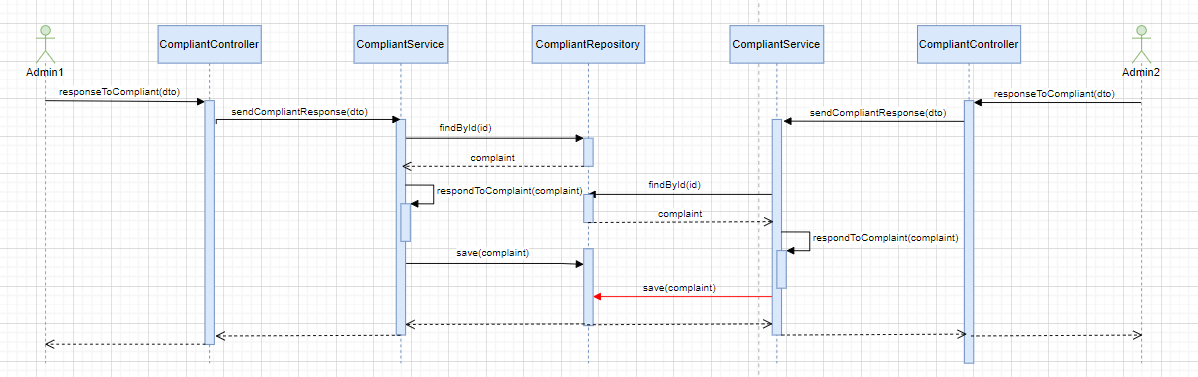 CompliantController
CompliantService
CompliantRepository
CompliantService
CompliantController
Admin1
Admin2
responseToCompliant(dto)
responseToCompliant(dto)
sendCompliantResponse(dto)
sendCompliantResponse(dto)
findById(id)
complaint
respondToComplaint(complaint)
findById(id)
complaint
respondToComplaint(complaint)
save(complaint)
save(complaint)